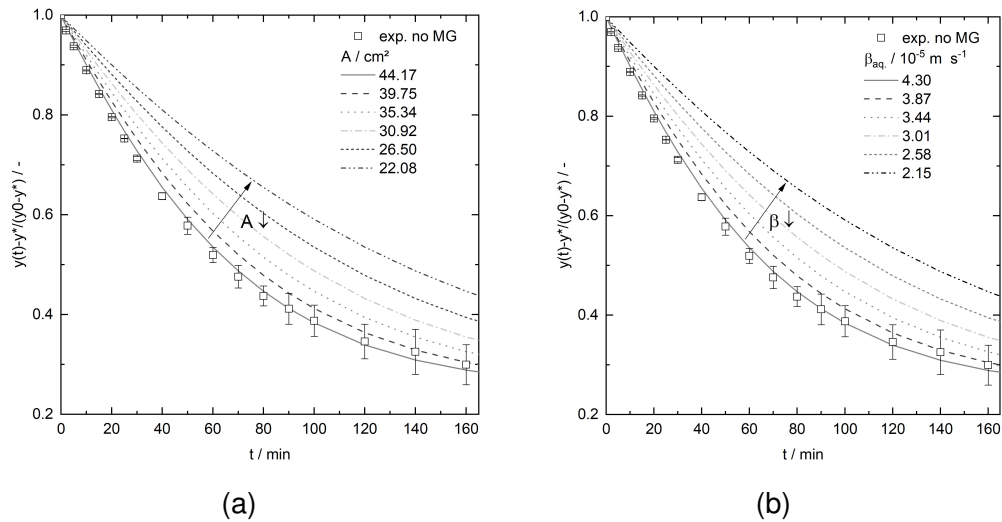 1.0
0.8
0.6
0.4
0.2
0 20 40 60 80 100 120 140 160
y(t)-y*/(y0-y*) / -
t / min
exp. no MG
A / cm²
44.17
39.75
35.34
30.92
26.50
22.08
A ↓
(a)
1.0
0.8
0.6
0.4
0.2
0 20 40 60 80 100 120 140 160
y(t)-y*/(y0-y*) / -
t / min
exp. no MG
βaq. / 10⁻⁵ m s⁻¹
4.30
3.87
3.44
3.01
2.58
2.15
β ↓
(b)